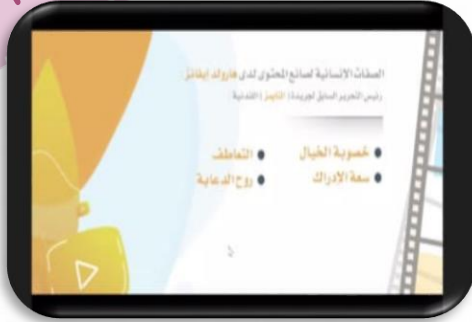 الصفات الإنسانية لصانع المحتوى لدى هارولد إيفانز:
رئيس التحرير السابق لجريدة ( التايمز ) اللندنية :
● خصوبة الخيال ● التعاطف
● سعة الإدراك ● روح الدعابة